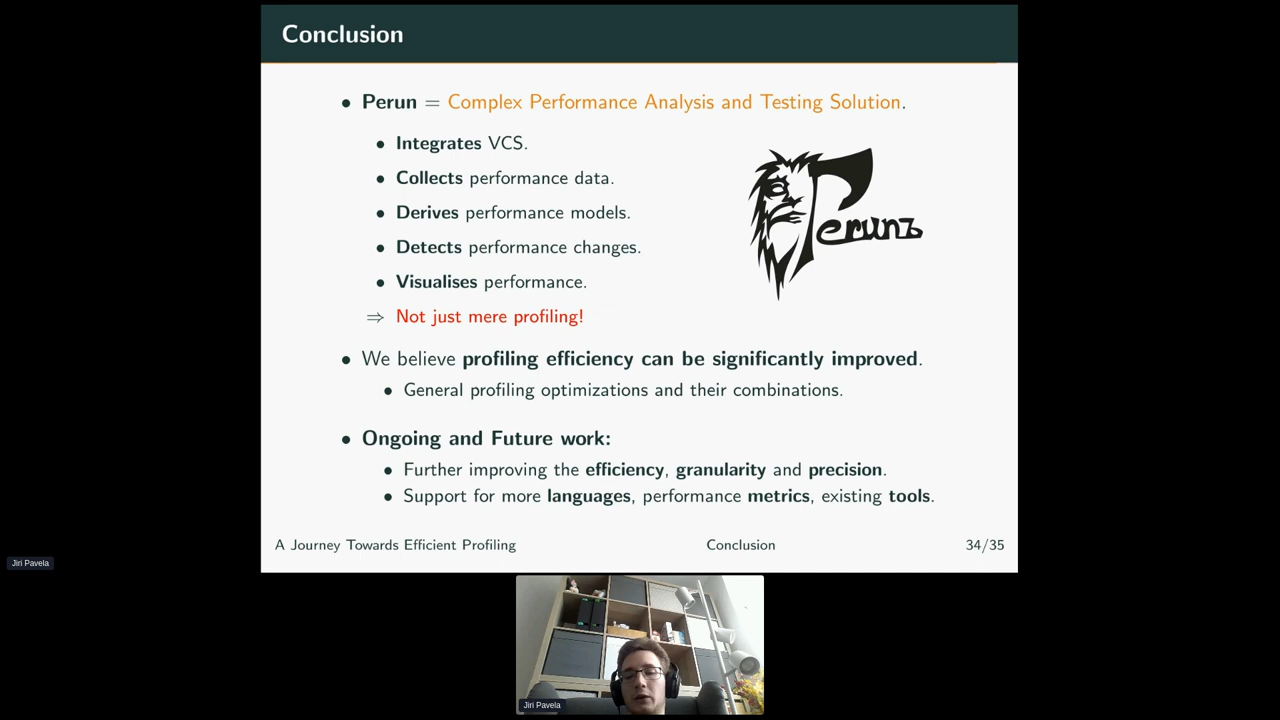 Conclusion
• Perun = Complex Performance Analysis and Testing Solution.
• Integrates VCS.
• Collects performance data.
• Derives performance models.
• Detects performance changes.
• Visualises performance.
⇒ Not just mere profiling!
Perunъ
• We believe profiling efficiency can be significantly improved.
• General profiling optimizations and their combinations.
• Ongoing and Future work:
• Further improving the efficiency, granularity and precision.
• Support for more languages, performance metrics, existing tools.
A Journey Towards Efficient Profiling Conclusion 34/35
Jiri Pavela
Jiri Pavela